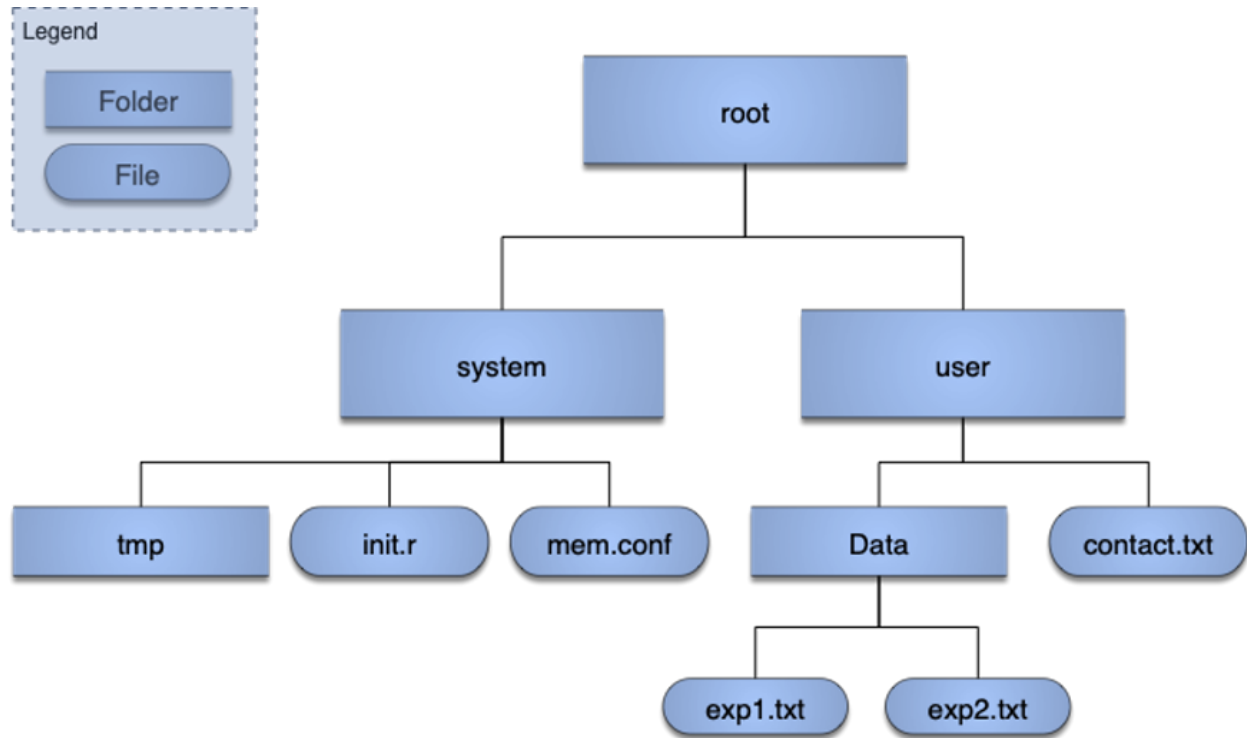 Legend
Folder
File
root
system
user
tmp
init.r
mem.conf
Data
contact.txt
exp1.txt
exp2.txt